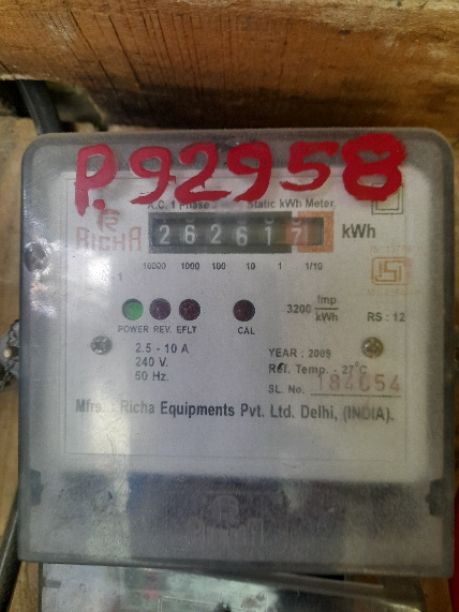 P.92958
A.C. 1 Phase Static kWh Meter
RICHA
262617 kWh
10000 1000 100 10 1 1/10
3200 Imp/kWh
RS : 12
POWER REV. EFLT CAL
2.5 - 10 A
240 V.
50 Hz.
YEAR : 2009
Ref. Temp. - 27°C
SL. No. 184054
Mfrs. : Richa Equipments Pvt. Ltd. Delhi, (INDIA).